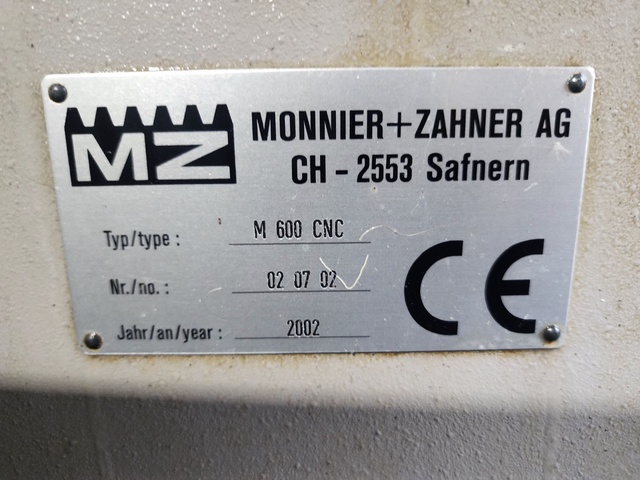 MZ
MONNIER+ZAHNER AG
CH - 2553 Safnern
Typ/type : M 600 CNC
Nr./no. : 02 07 02
Jahr/an/year : 2002
CE